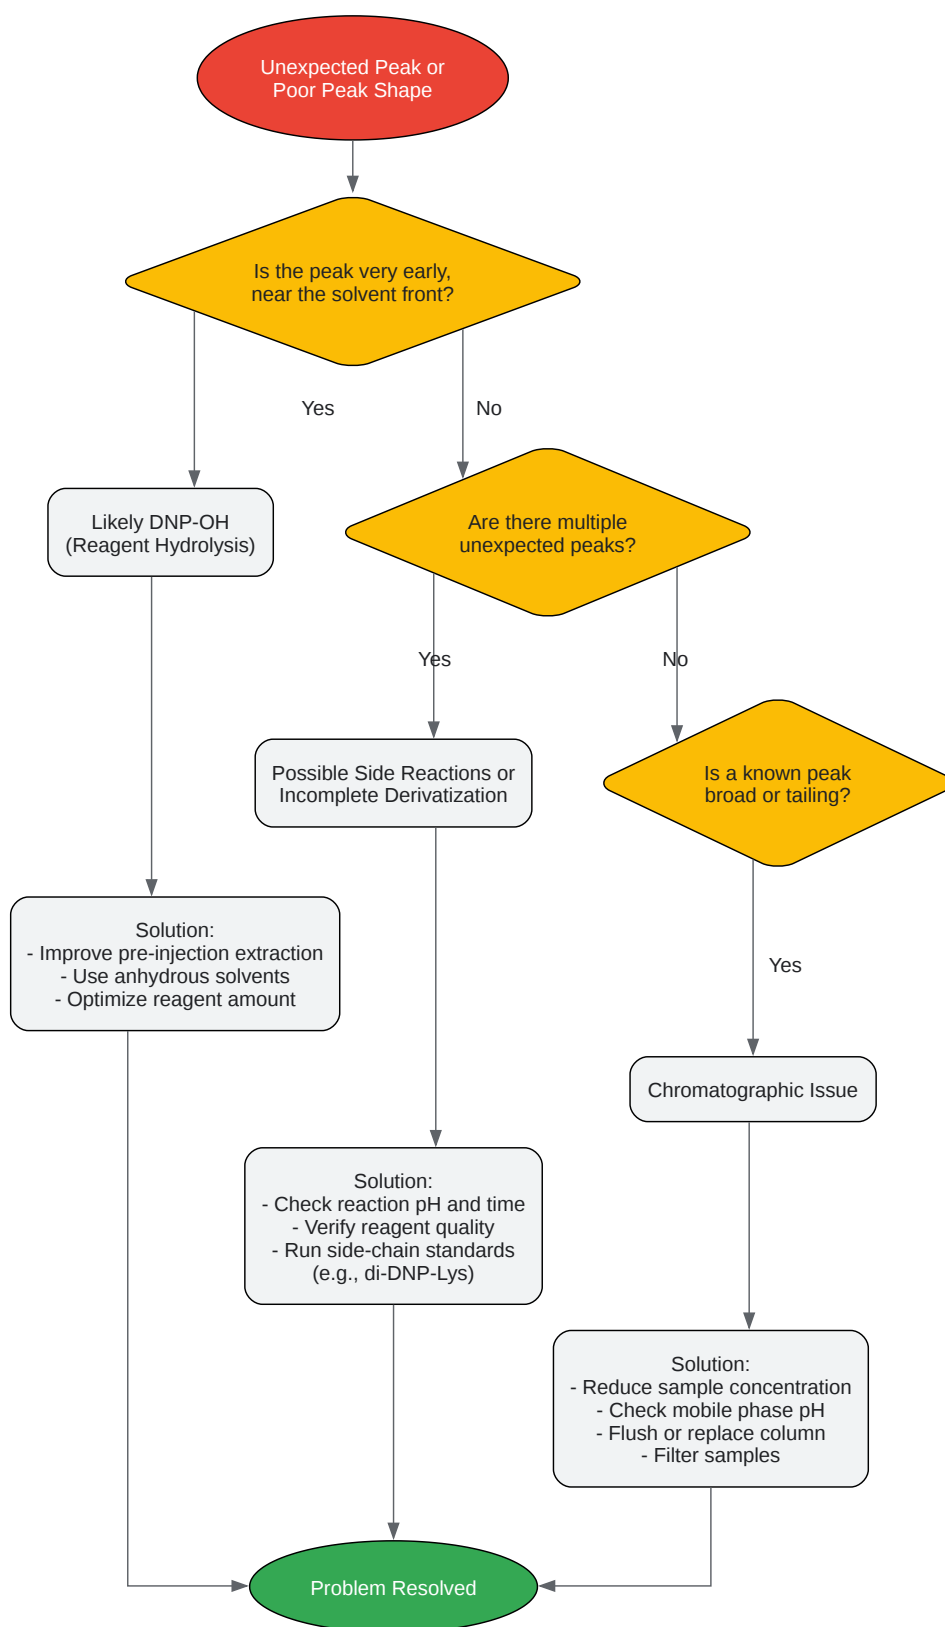 Unexpected Peak or
Poor Peak Shape
Is the peak very early,
near the solvent front?
Yes
No
Likely DNP-OH
(Reagent Hydrolysis)
Are there multiple
unexpected peaks?
Yes
No
Possible Side Reactions or
Incomplete Derivatization
Is a known peak
broad or tailing?
Solution:
- Improve pre-injection extraction
- Use anhydrous solvents
- Optimize reagent amount
Yes
Chromatographic Issue
Solution:
- Check reaction pH and time
- Verify reagent quality
- Run side-chain standards
(e.g., di-DNP-Lys)
Solution:
- Reduce sample concentration
- Check mobile phase pH
- Flush or replace column
- Filter samples
Problem Resolved